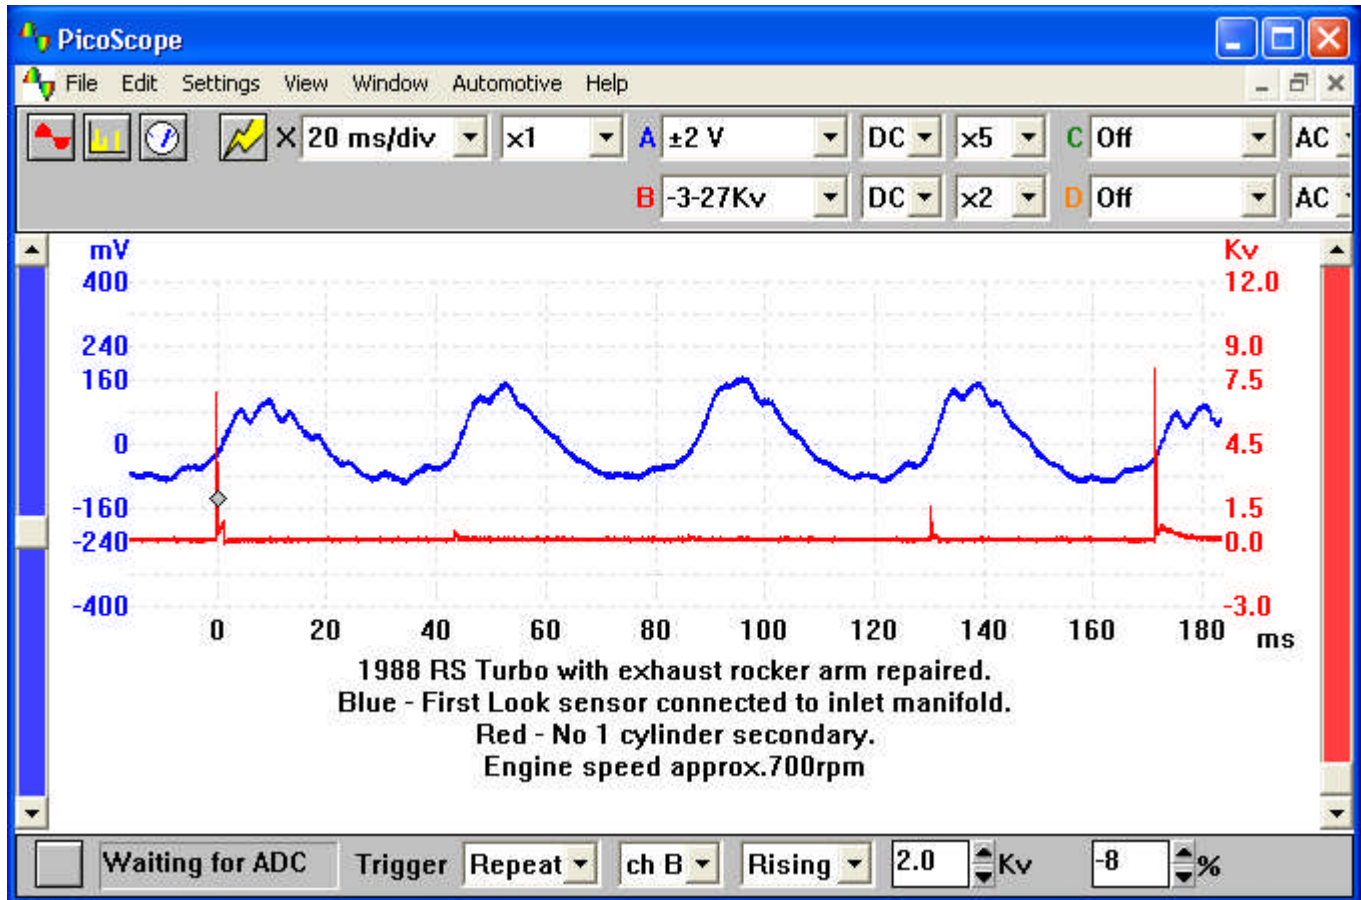 PicoScope
File Edit Settings View Window Automotive Help
X 20 ms/div x1 A ±2 V DC x5 C Off AC
B -3-27Kv DC x2 D Off AC
mV Kv
400 12.0
240 9.0
160 7.5
0 4.5
-160 1.5
-240 0.0
-400 -3.0
0 20 40 60 80 100 120 140 160 180 ms
1988 RS Turbo with exhaust rocker arm repaired.
Blue - First Look sensor connected to inlet manifold.
Red - No 1 cylinder secondary.
Engine speed approx.700rpm
Waiting for ADC Trigger Repeat ch B Rising 2.0 Kv -8 %